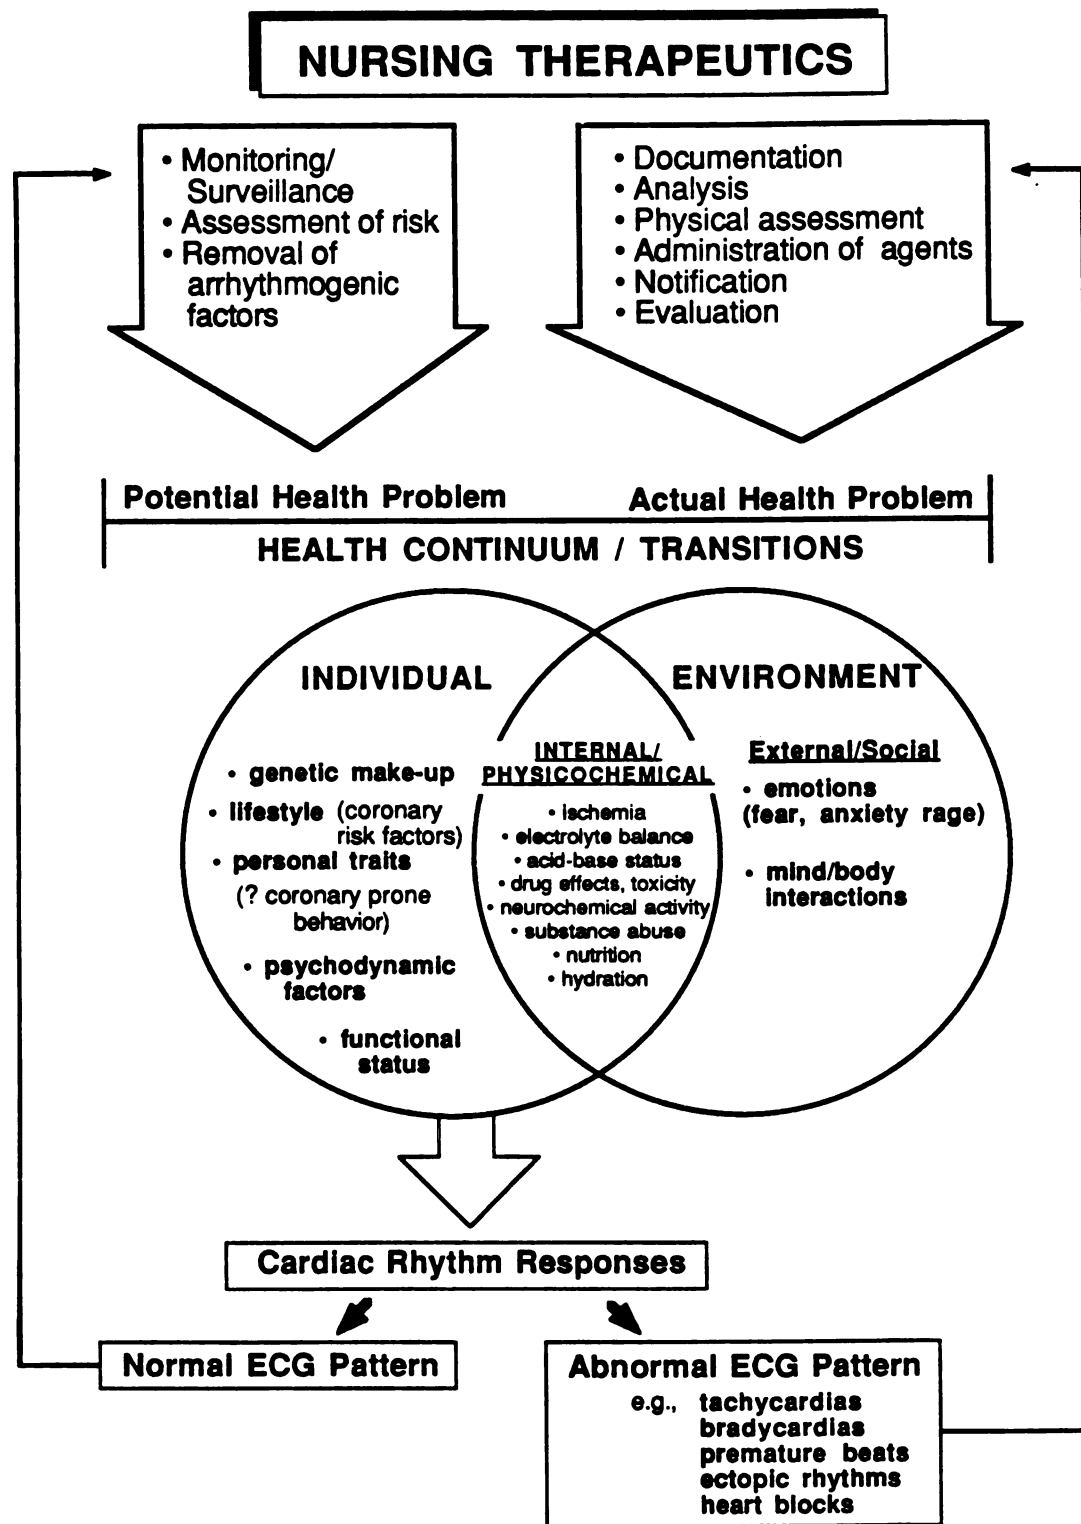 NURSING THERAPEUTICS
• Monitoring/
Surveillance
• Assessment of risk
• Removal of
arrhythmogenic
factors
• Documentation
• Analysis
• Physical assessment
• Administration of agents
• Notification
• Evaluation
Potential Health Problem
Actual Health Problem
HEALTH CONTINUUM / TRANSITIONS
INDIVIDUAL
• genetic make-up
• lifestyle (coronary
risk factors)
• personal traits
(? coronary prone
behavior)
• psychodynamic
factors
• functional
status
INTERNAL/
PHYSICOCHEMICAL
• ischemia
• electrolyte balance
• acid-base status
• drug effects, toxicity
• neurochemical activity
• substance abuse
• nutrition
• hydration
ENVIRONMENT
External/Social
• emotions
(fear, anxiety rage)
• mind/body
interactions
Cardiac Rhythm Responses
Normal ECG Pattern
Abnormal ECG Pattern
e.g., tachycardias
bradycardias
premature beats
ectopic rhythms
heart blocks